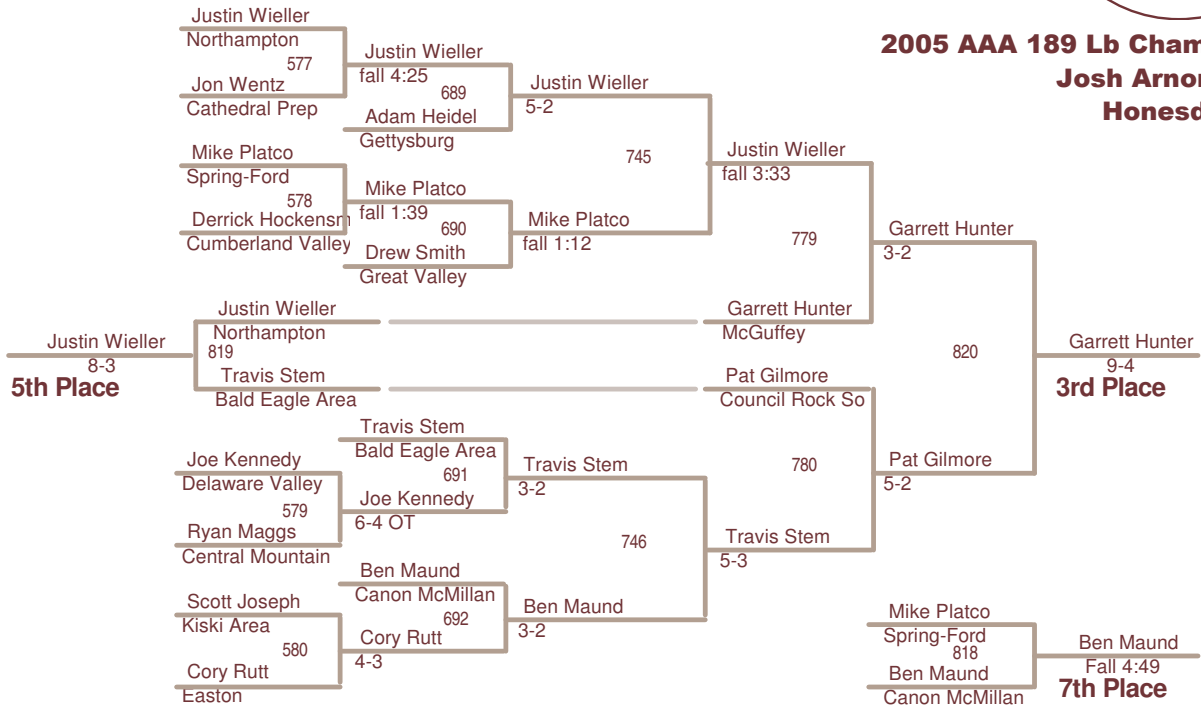 2005 AAA 189 Lb Cham
Josh Arnor
Honesd
Justin Wieller
Northampton
577
Jon Wentz
Cathedral Prep
Justin Wieller
fall 4:25
689
Adam Heidel
Gettysburg
Justin Wieller
5-2
Mike Platco
Spring-Ford
578
Derrick Hockensm
Cumberland Valley
Mike Platco
fall 1:39
690
Drew Smith
Great Valley
Mike Platco
fall 1:12
745
Justin Wieller
fall 3:33
779
Garrett Hunter
McGuffey
Garrett Hunter
3-2
Justin Wieller
Northampton
819
Travis Stem
Bald Eagle Area
Justin Wieller
8-3
5th Place
Pat Gilmore
Council Rock So
820
Garrett Hunter
9-4
3rd Place
Travis Stem
Bald Eagle Area
691
Joe Kennedy
Delaware Valley
579
Ryan Maggs
Central Mountain
Joe Kennedy
6-4 OT
Travis Stem
3-2
746
780
Pat Gilmore
5-2
Travis Stem
5-3
Ben Maund
Canon McMillan
692
Scott Joseph
Kiski Area
580
Cory Rutt
Easton
Cory Rutt
4-3
Ben Maund
3-2
Mike Platco
Spring-Ford
818
Ben Maund
Canon McMillan
Ben Maund
Fall 4:49
7th Place